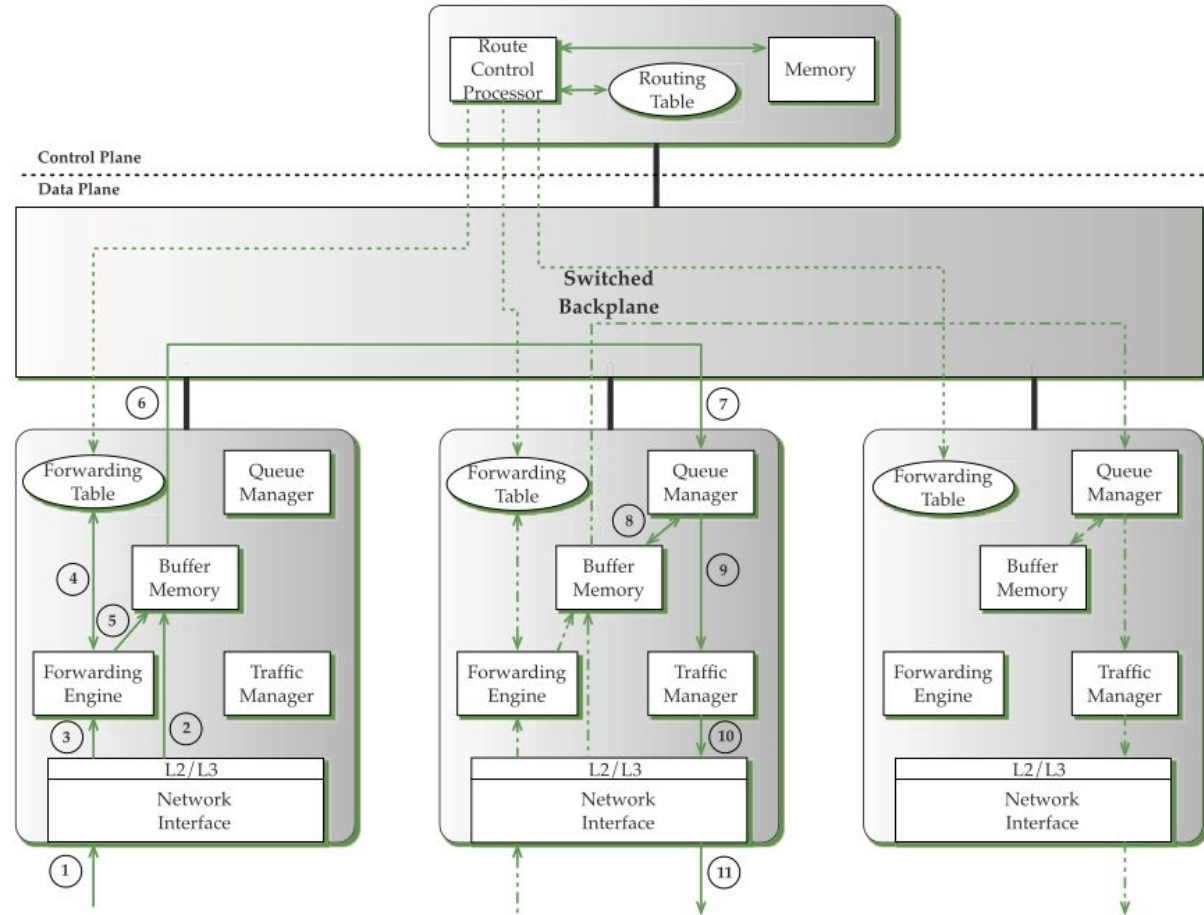 Route
Control
Processor
Routing
Table
Memory
Control Plane
Data Plane
Switched
Backplane
6
7
Forwarding
Table
Queue
Manager
Forwarding
Table
Queue
Manager
Forwarding
Table
Queue
Manager
8
4
Buffer
Memory
Buffer
Memory
9
Buffer
Memory
5
Forwarding
Engine
Traffic
Manager
Forwarding
Engine
Traffic
Manager
Forwarding
Engine
Traffic
Manager
3
2
10
L2/L3
Network
Interface
L2/L3
Network
Interface
L2/L3
Network
Interface
1
11